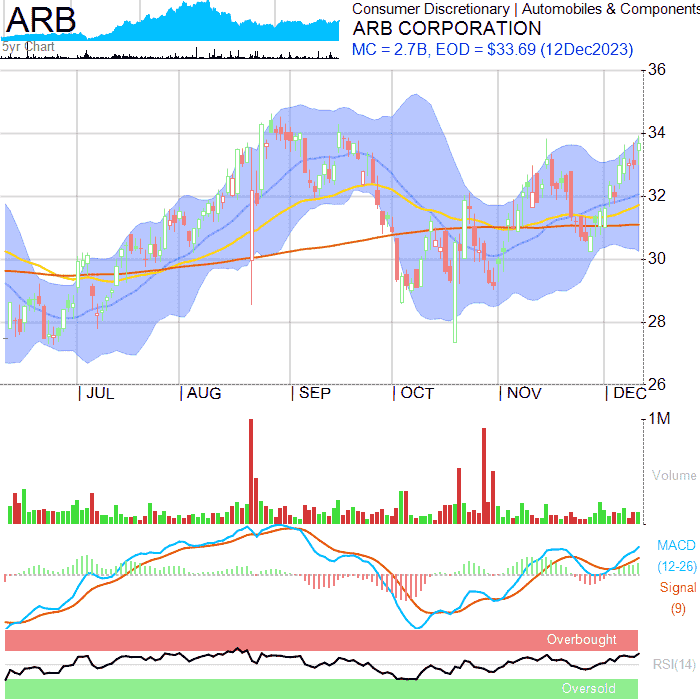 ARB
5yr Chart
Consumer Discretionary | Automobiles & Components
ARB CORPORATION
MC = 2.7B, EOD = $33.69 (12Dec2023)
36
34
32
30
28
26
JUL AUG SEP OCT NOV DEC
1M
Volume
MACD
(12-26)
Signal
(9)
Overbought
RSI(14)
Oversold